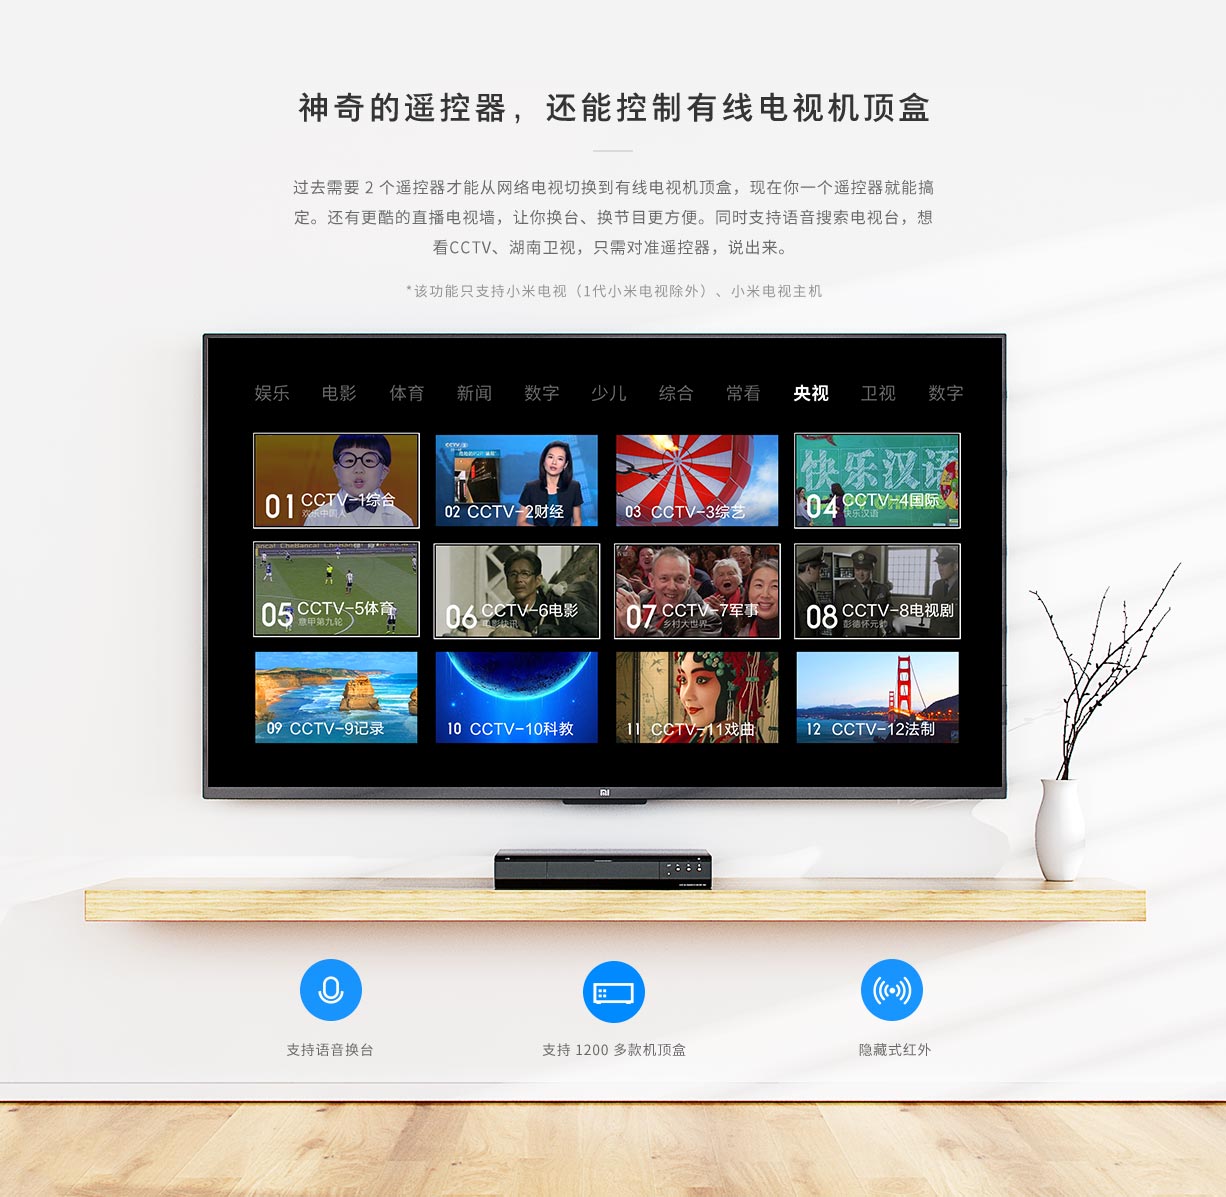 神奇的遥控器，还能控制有线电视机顶盒
过去需要 2 个遥控器才能从网络电视切换到有线电视机顶盒，现在你一个遥控器就能搞
定。还有更酷的直播电视墙，让你换台、换节目更方便。同时支持语音搜索电视台，想
看CCTV、湖南卫视，只需对准遥控器，说出来。
*该功能只支持小米电视（1代小米电视除外）、小米电视主机
娱乐 电影 体育 新闻 数字 少儿 综合 常看 央视 卫视 数字
01 CCTV-1综合
欢乐中国人
02 CCTV-2财经
03 CCTV-3综艺
快乐汉语
04 CCTV-4国际
快乐汉语
05 CCTV-5体育
意甲第九轮
06 CCTV-6电影
电影快讯
07 CCTV-7军事
乡村大世界
08 CCTV-8电视剧
彭德怀元帅
09 CCTV-9记录
10 CCTV-10科教
11 CCTV-11戏曲
12 CCTV-12法制
MI
支持语音换台
支持 1200 多款机顶盒
隐藏式红外